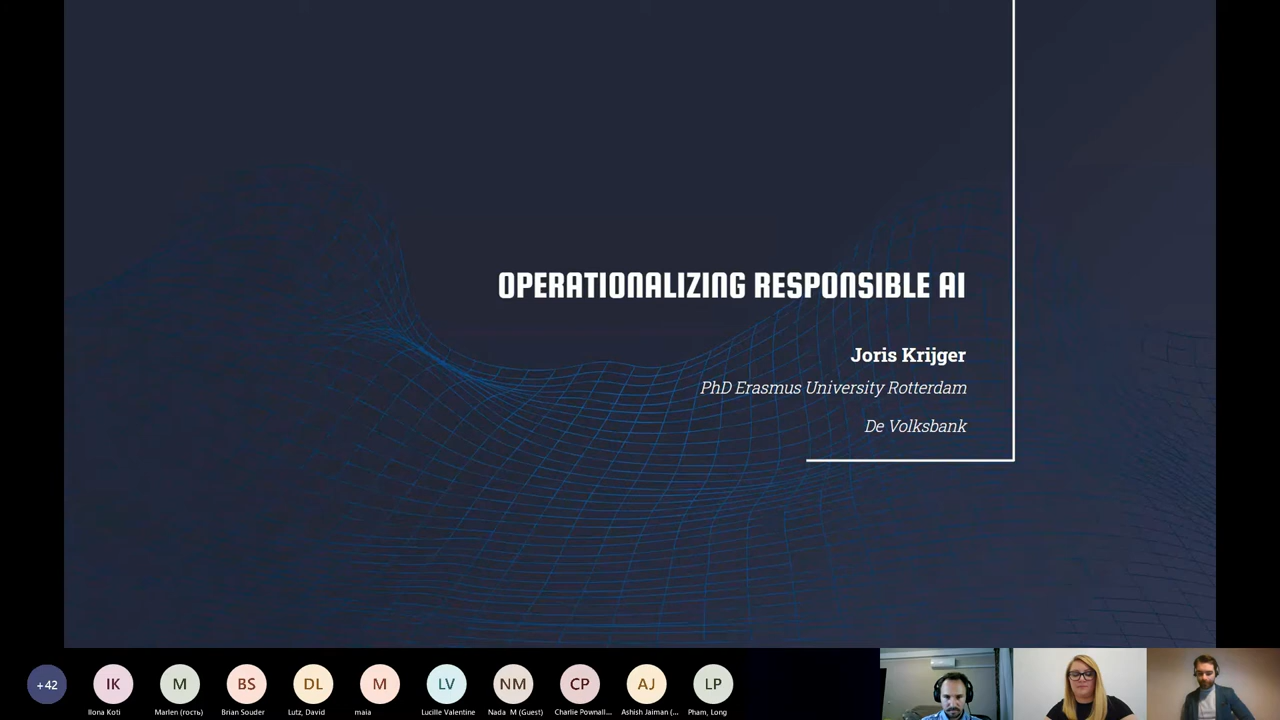 OPERATIONALIZING RESPONSIBLE AI
Joris Krijger
PhD Erasmus University Rotterdam
De Volksbank
+42
IK
M
BS
DL
M
LV
NM
CP
AJ
LP
Ilona Koti
Marlen (гость)
Brian Souder
Lutz, David
maia
Lucille Valentine
Nada M (Guest)
Charlie Pownall...
Ashish Jaiman (...
Pham, Long